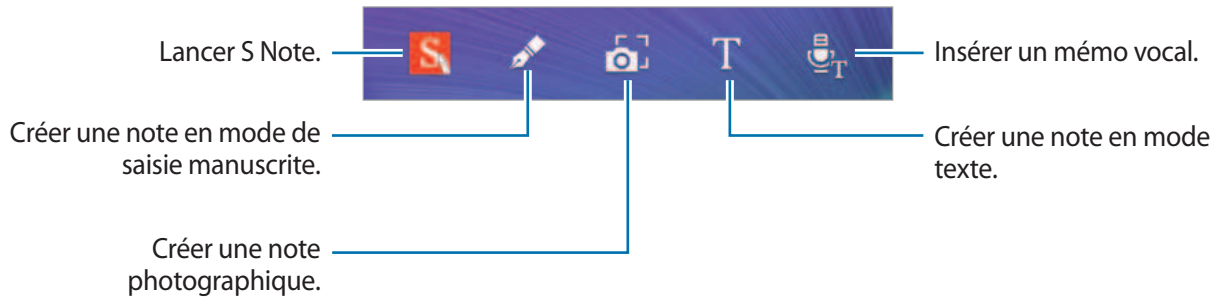 Lancer S Note.
S
T
T
Insérer un mémo vocal.
Créer une note en mode de
saisie manuscrite.
Créer une note en mode
texte.
Créer une note
photographique.